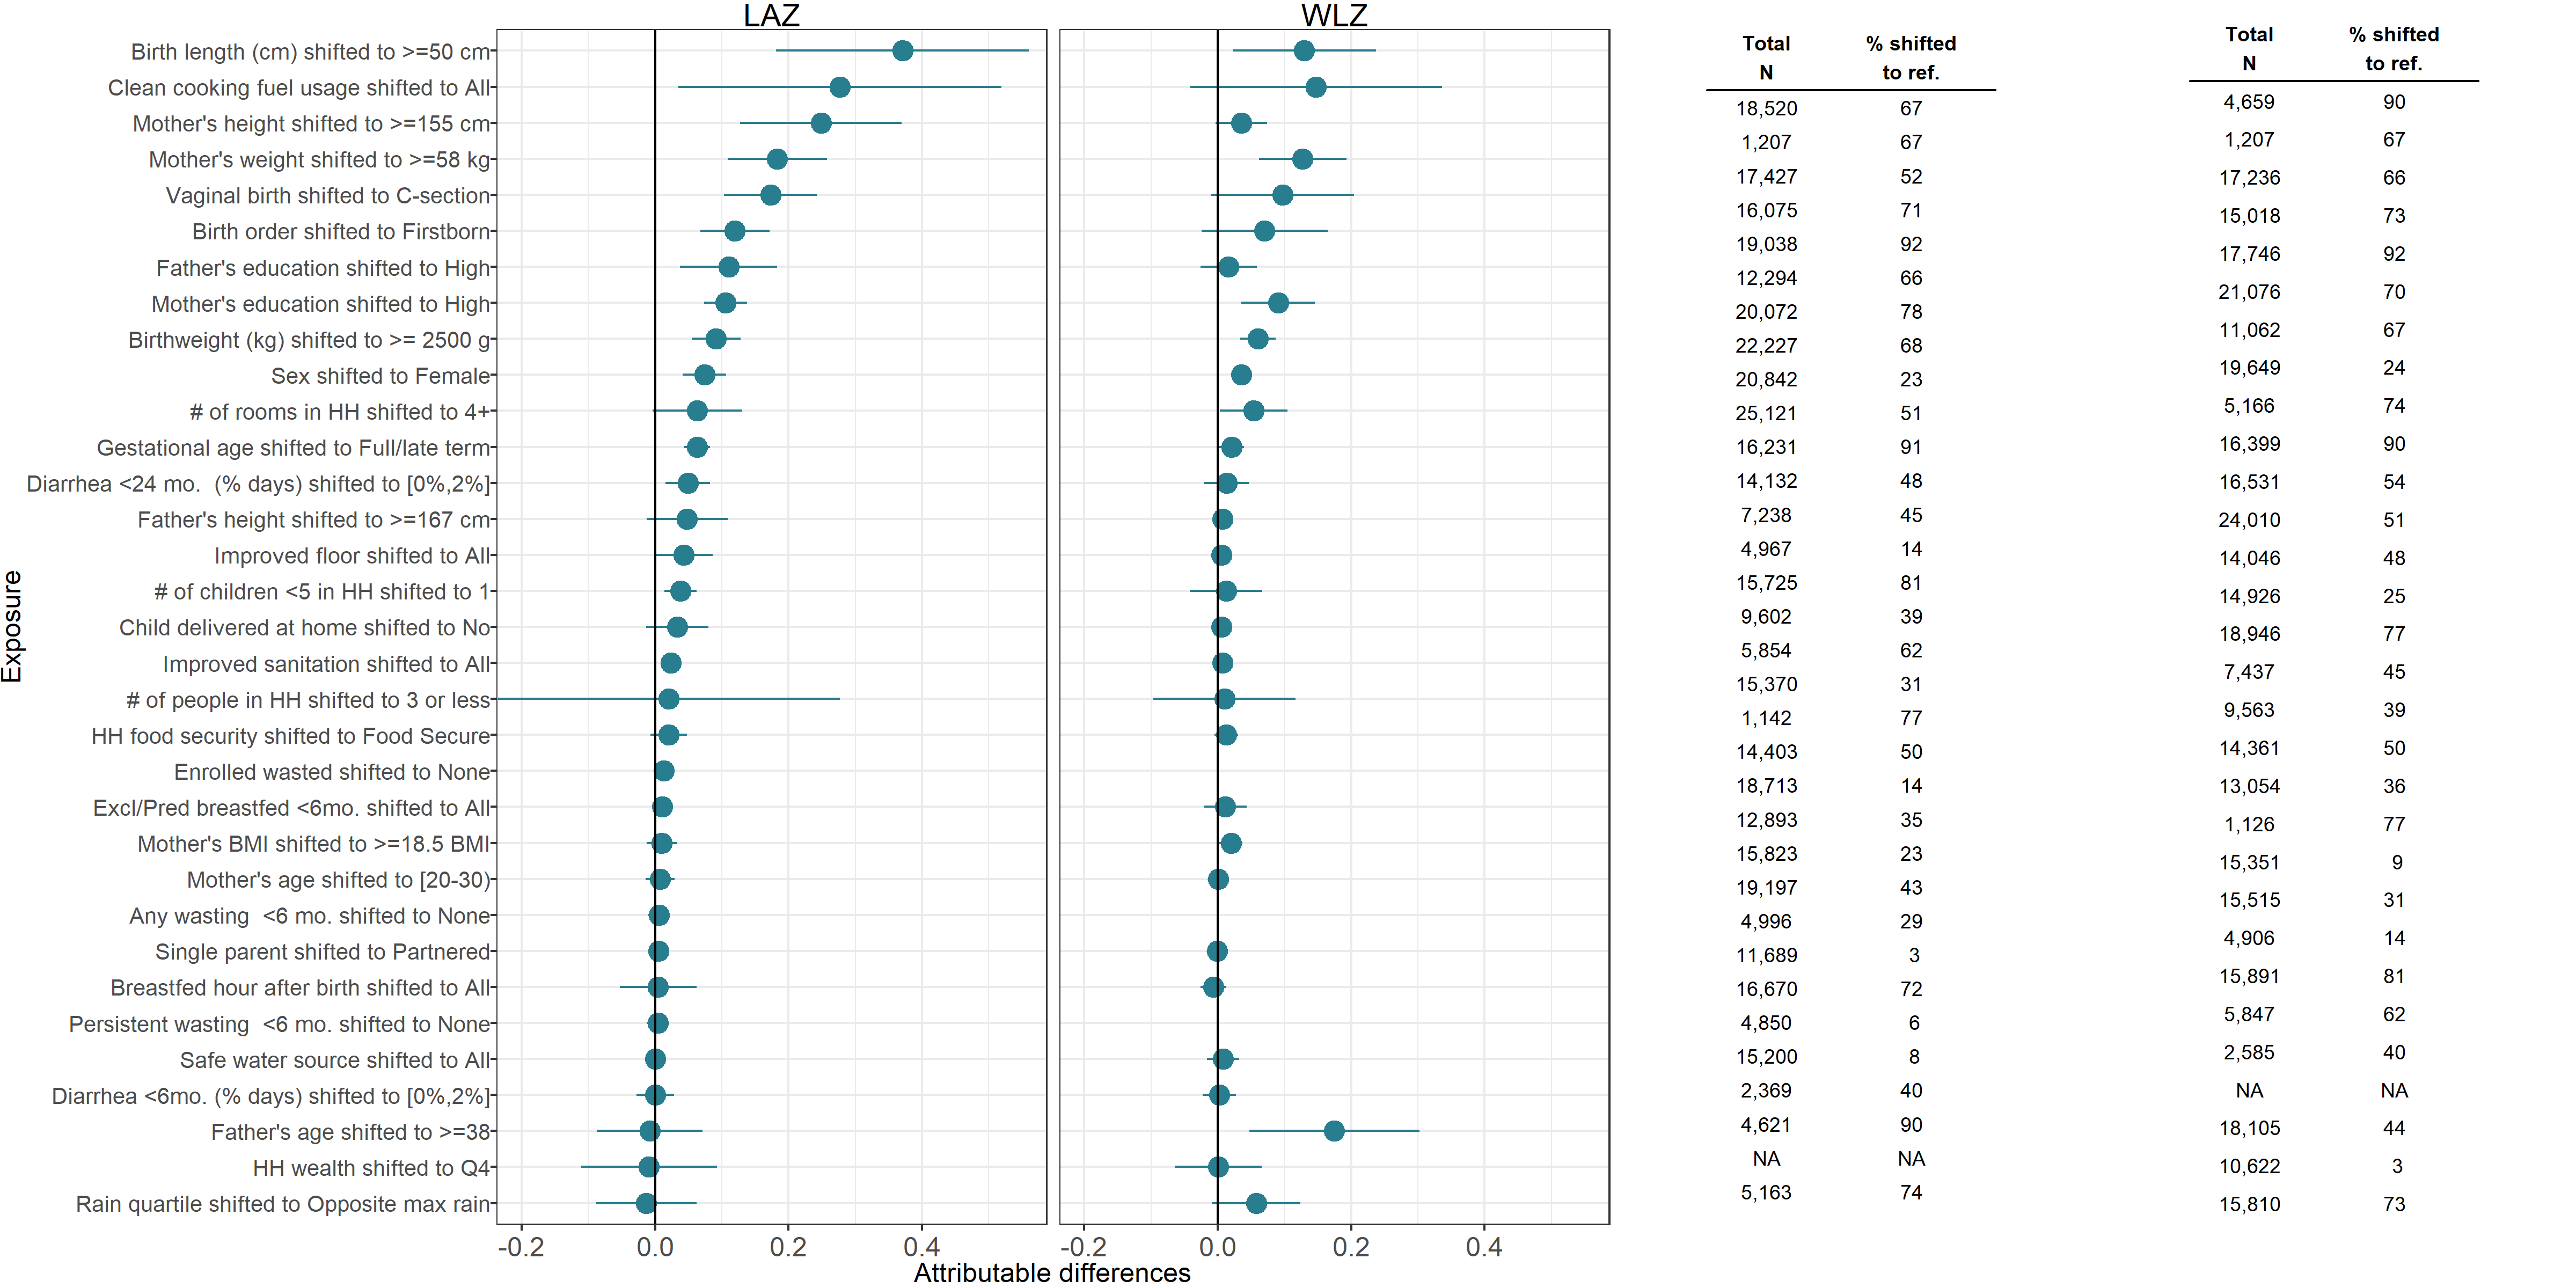 LAZ
WLZ
Exposure
Birth length (cm) shifted to >=50 cm
Clean cooking fuel usage shifted to All
Mother's height shifted to >=155 cm
Mother's weight shifted to >=58 kg
Vaginal birth shifted to C-section
Birth order shifted to Firstborn
Father's education shifted to High
Mother's education shifted to High
Birthweight (kg) shifted to >= 2500 g
Sex shifted to Female
# of rooms in HH shifted to 4+
Gestational age shifted to Full/late term
Diarrhea <24 mo.  (% days) shifted to [0%,2%]
Father's height shifted to >=167 cm
Improved floor shifted to All
# of children <5 in HH shifted to 1
Child delivered at home shifted to No
Improved sanitation shifted to All
# of people in HH shifted to 3 or less
HH food security shifted to Food Secure
Enrolled wasted shifted to None
Excl/Pred breastfed <6mo. shifted to All
Mother's BMI shifted to >=18.5 BMI
Mother's age shifted to [20-30)
Any wasting  <6 mo. shifted to None
Single parent shifted to Partnered
Breastfed hour after birth shifted to All
Persistent wasting  <6 mo. shifted to None
Safe water source shifted to All
Diarrhea <6mo. (% days) shifted to [0%,2%]
Father's age shifted to >=38
HH wealth shifted to Q4
Rain quartile shifted to Opposite max rain
-0.2 0.0 0.2 0.4
-0.2 0.0 0.2 0.4
Attributable differences
Total % shifted
N to ref.
18,520 67
1,207 67
17,427 52
16,075 71
19,038 92
12,294 66
20,072 78
22,227 68
20,842 23
25,121 51
16,231 91
14,132 48
7,238 45
4,967 14
15,725 81
9,602 39
5,854 62
15,370 31
1,142 77
14,403 50
18,713 14
12,893 35
15,823 23
19,197 43
4,996 29
11,689 3
16,670 72
4,850 6
15,200 8
2,369 40
4,621 90
NA NA
5,163 74
Total % shifted
N to ref.
4,659 90
1,207 67
17,236 66
15,018 73
17,746 92
21,076 70
11,062 67
19,649 24
5,166 74
16,399 90
16,531 54
24,010 51
14,046 48
14,926 25
18,946 77
7,437 45
9,563 39
14,361 50
13,054 36
1,126 77
15,351 9
15,515 31
4,906 14
15,891 81
5,847 62
2,585 40
NA NA
18,105 44
10,622 3
15,810 73